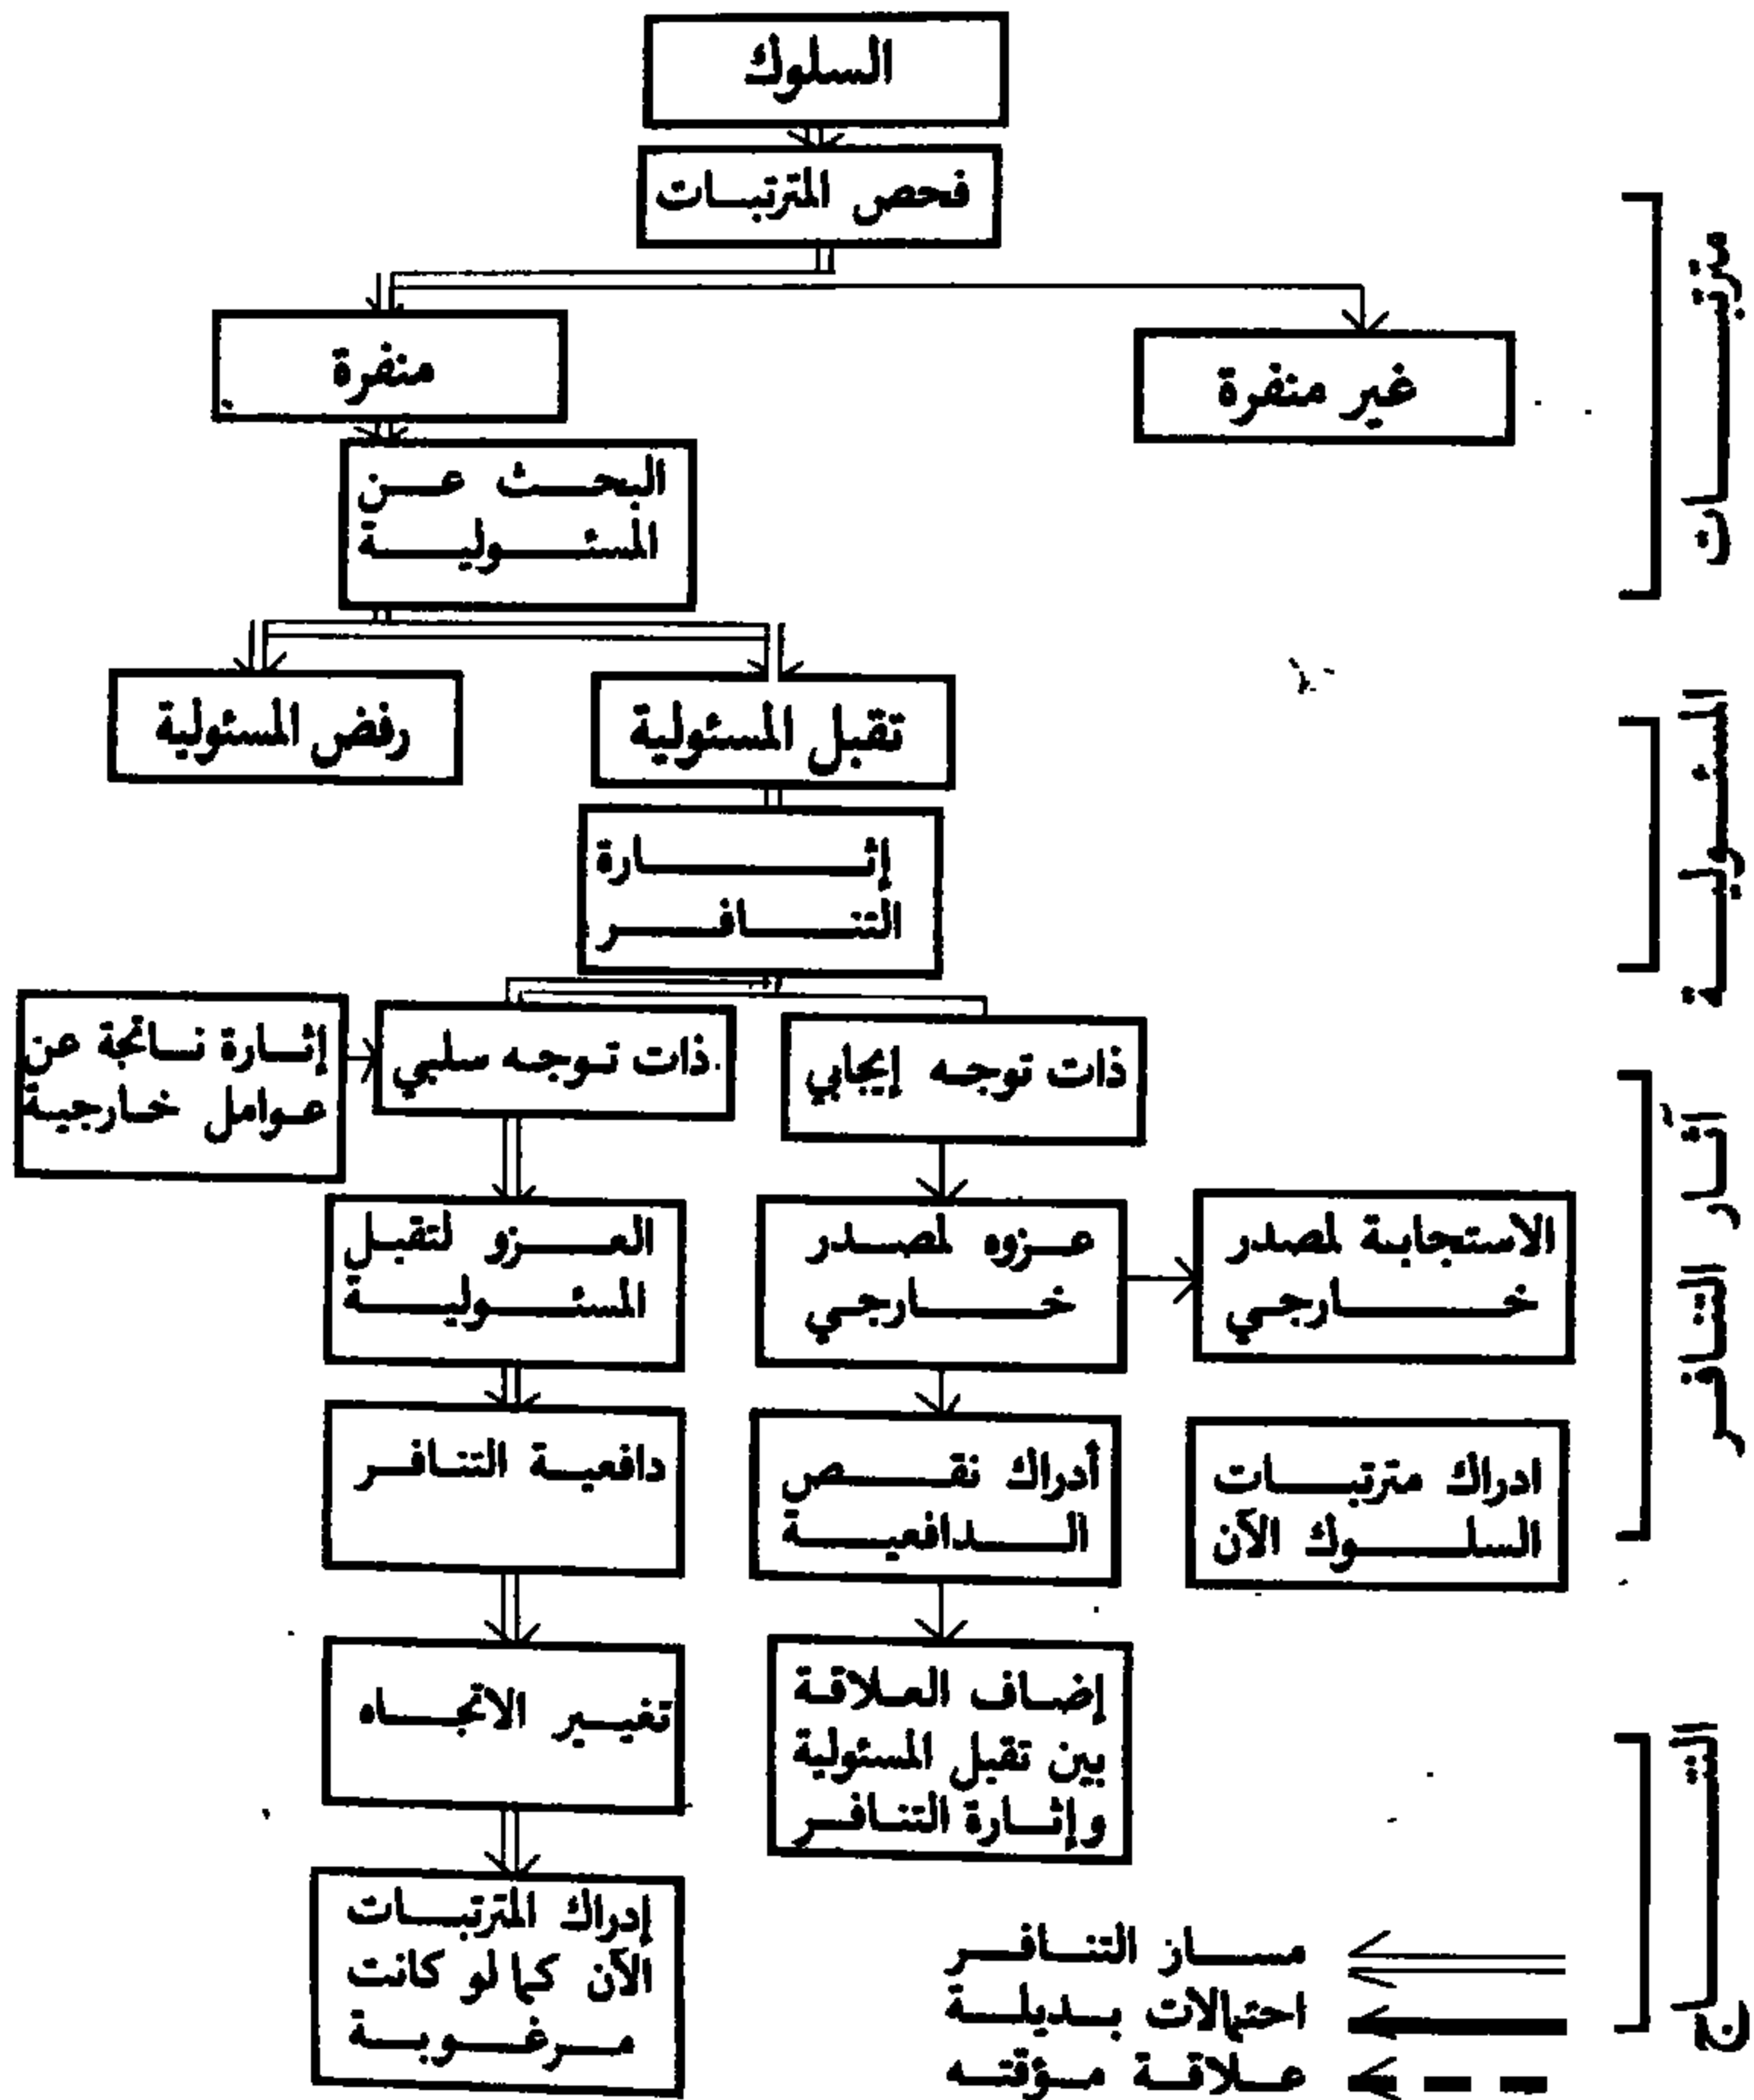 السلوك
فحص المترتبات
منفرة
غير منفرة
البحث عن
المسئولية
رفض المسئولية
تقبل المسئولية
إثارة
التنافر
إثارة ناتجة عن
عوامل خارجية
ذات توجه سلبي
ذات توجه إيجابي
العزو لتقبل
المسئولية
عزوه لمصدر
خارجي
الاستجابة لمصدر
خارجي
دافعية التنافر
أدراك نقص
الدافعية
ادراك مترتبات
السلوك الآن
تغيير الاتجاه
إضاف العلاقة
بين تقبل المسئولية
وإثارة التنافر
إدراك المترتبات
الآن كما لو كانت
مرغوبة
مساز التنافر
احتمالات بديلة
علاقة مؤقته
المسئولية
التنافر